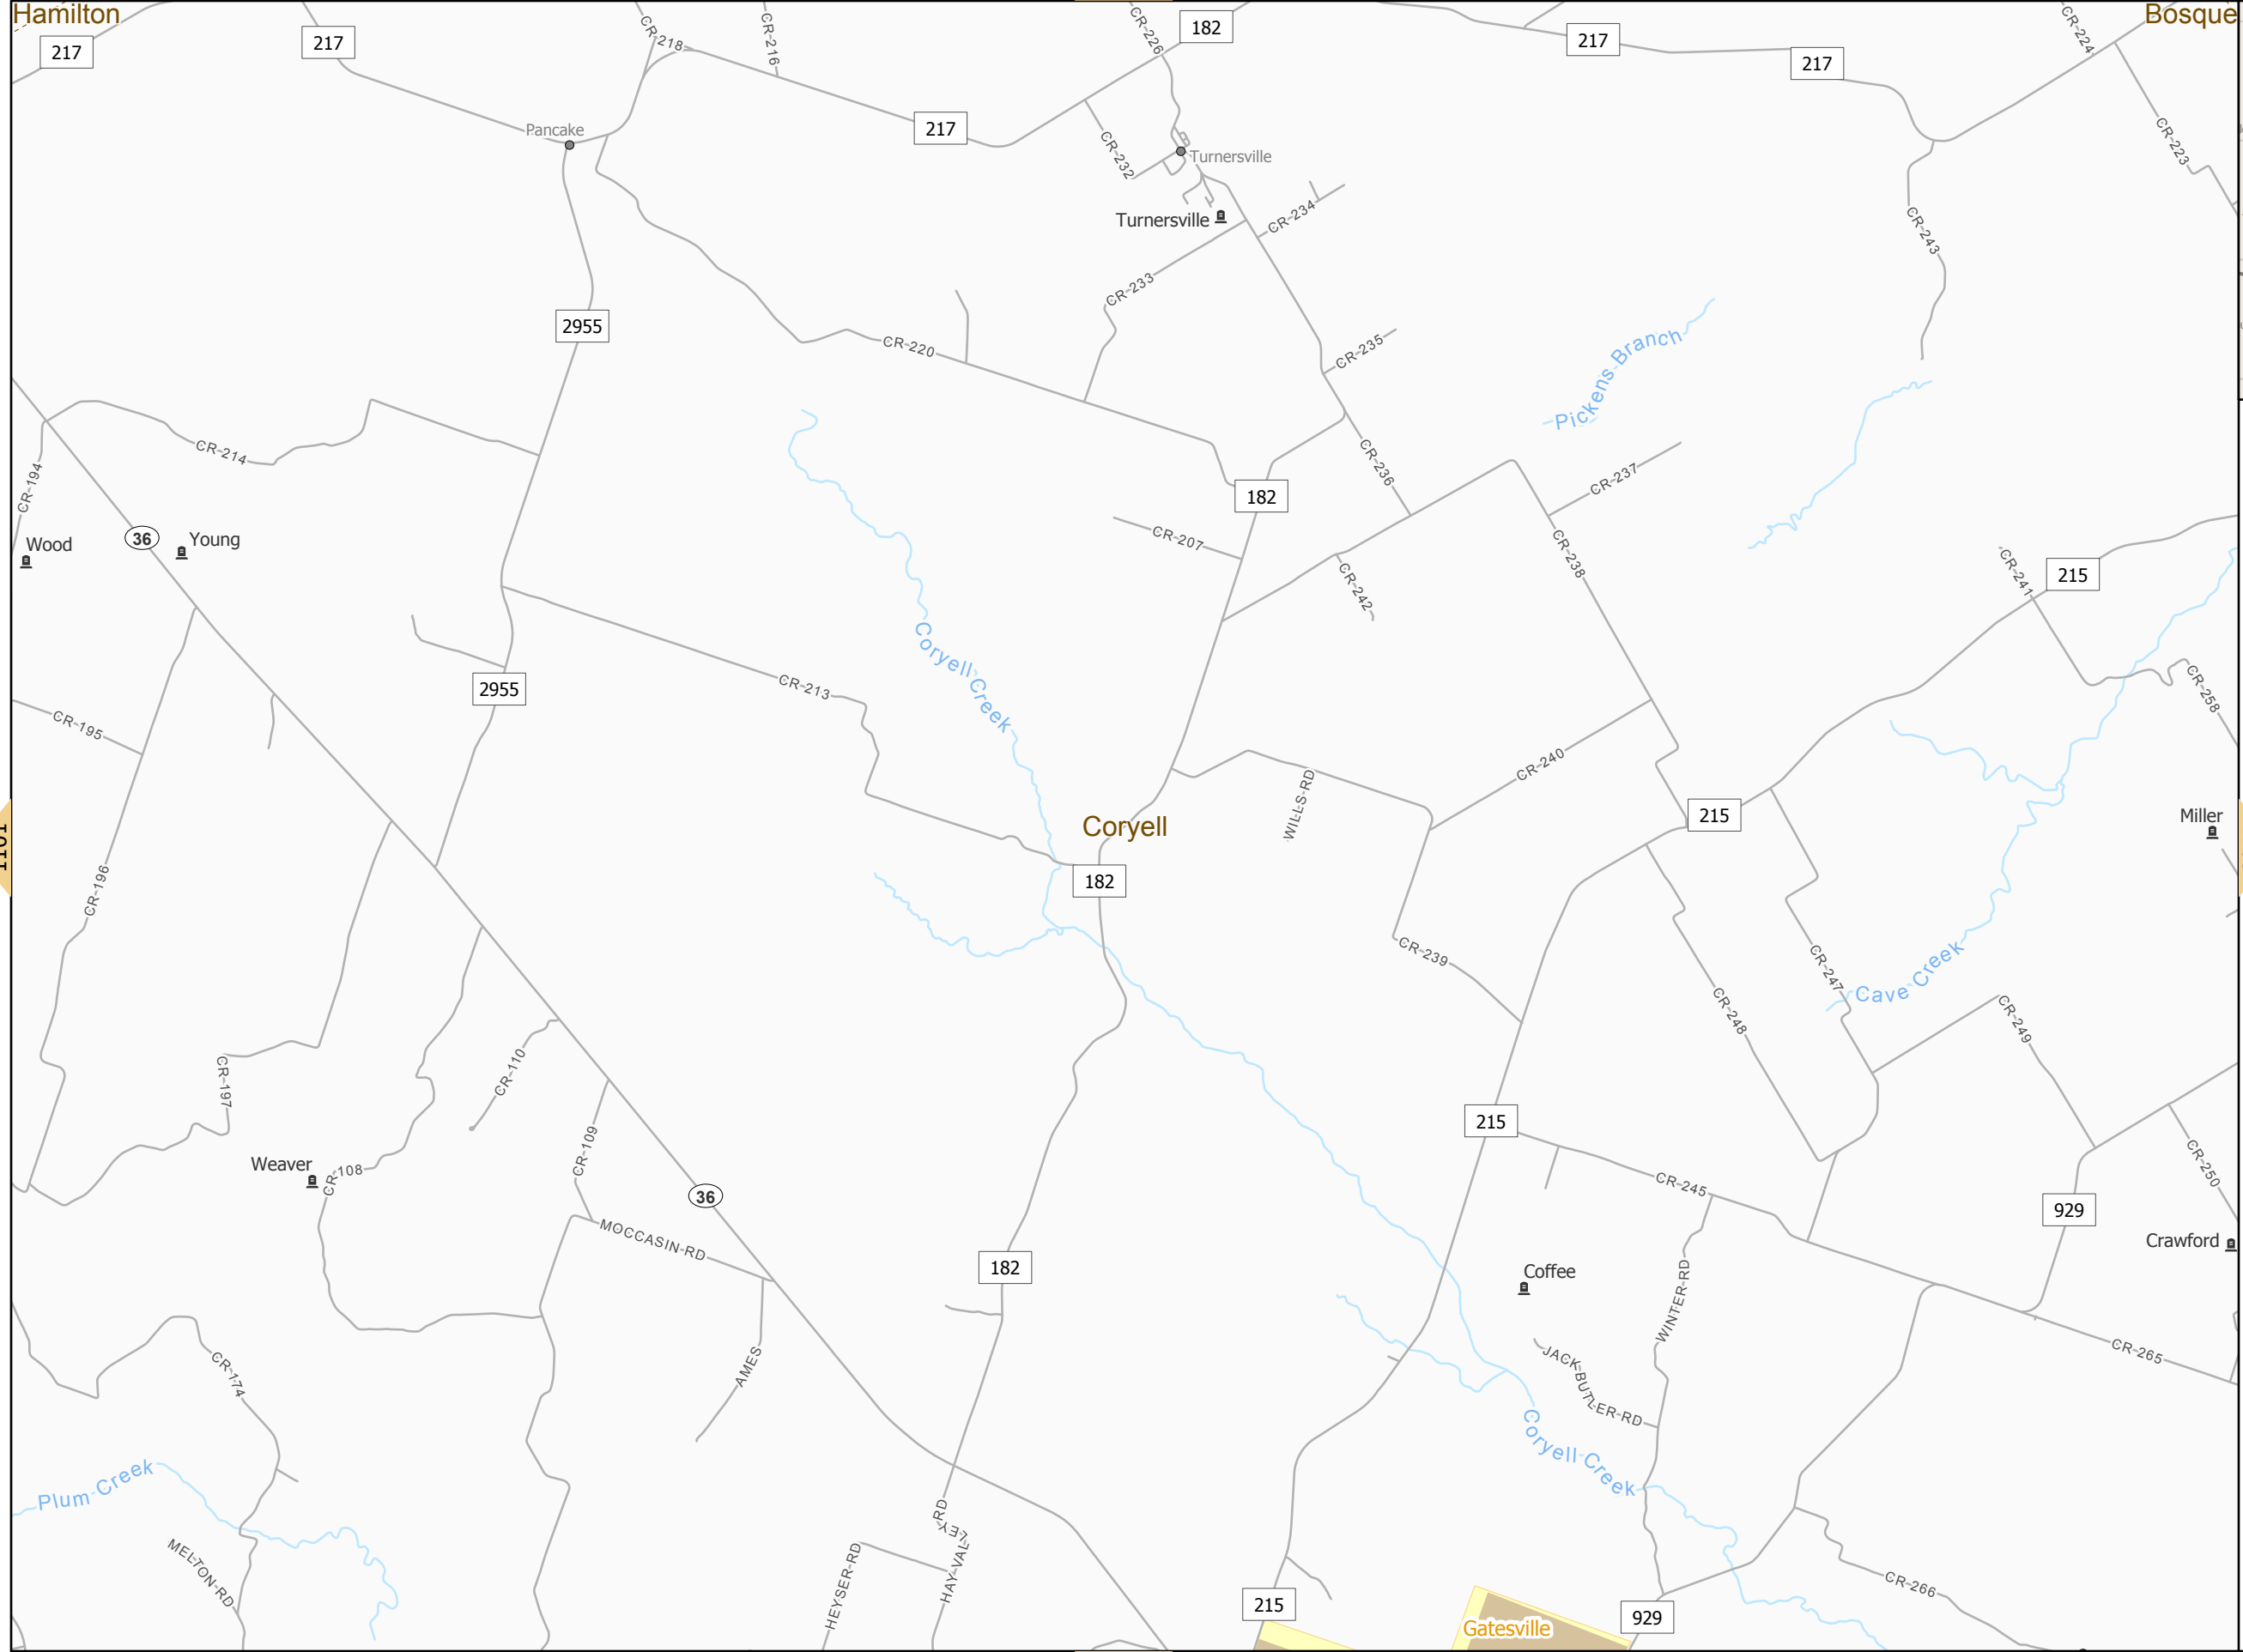 Hamilton
Bosque
217
217
CR-218
CR-216
CR-226
182
217
217
CR-224
Pancake
217
CR-232
Turnersville
CR-223
Turnersville
CR-234
CR-243
CR-233
2955
CR-220
CR-235
Pickens Branch
CR-214
CR-194
CR-236
CR-237
182
Wood
36
Young
CR-207
CR-238
CR-242
CR-241
215
Coryell Creek
CR-195
2955
CR-213
CR-258
CR-240
WILLS RD
215
Miller
Coryell
1101
CR-196
182
CR-239
CR-247
Cave Creek
CR-248
CR-249
CR-110
CR-197
215
CR-109
Weaver
CR-108
CR-245
CR-250
36
929
MOCCASIN RD
Crawford
182
Coffee
WINTER RD
CR-265
AMES
JACK BUTLER RD
CR-174
Coryell Creek
Plum Creek
MELTON RD
HEYSER RD
HAY VALLEY RD
CR-266
215
Gatesville
929